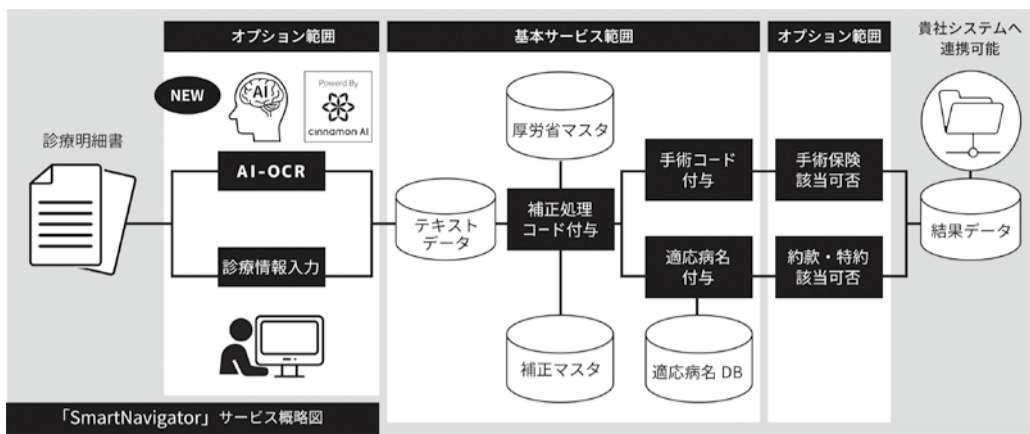 オプション範囲
基本サービス範囲
オプション範囲
貴社システムへ
連携可能
NEW
AI
Powerd By
cinnamon AI
診療明細書
AI-OCR
診療情報入力
テキスト
データ
厚労省マスタ
補正処理
コード付与
補正マスタ
手術コード
付与
適応病名
付与
適応病名 DB
手術保険
該当可否
約款・特約
該当可否
結果データ
「SmartNavigator」サービス概略図